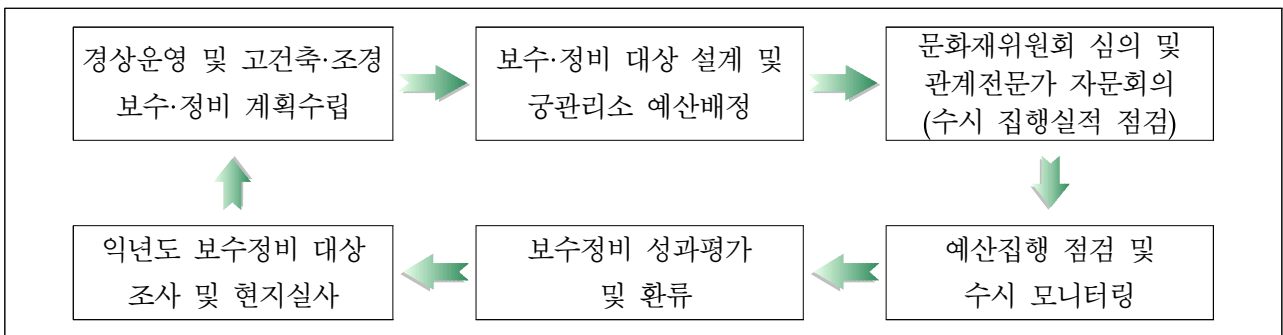 경상운영 및 고건축·조경
보수·정비 계획수립
보수·정비 대상 설계 및
궁관리소 예산배정
문화재위원회 심의 및
관계전문가 자문회의
(수시 집행실적 점검)
예산집행 점검 및
수시 모니터링
보수정비 성과평가
및 환류
익년도 보수정비 대상
조사 및 현지실사